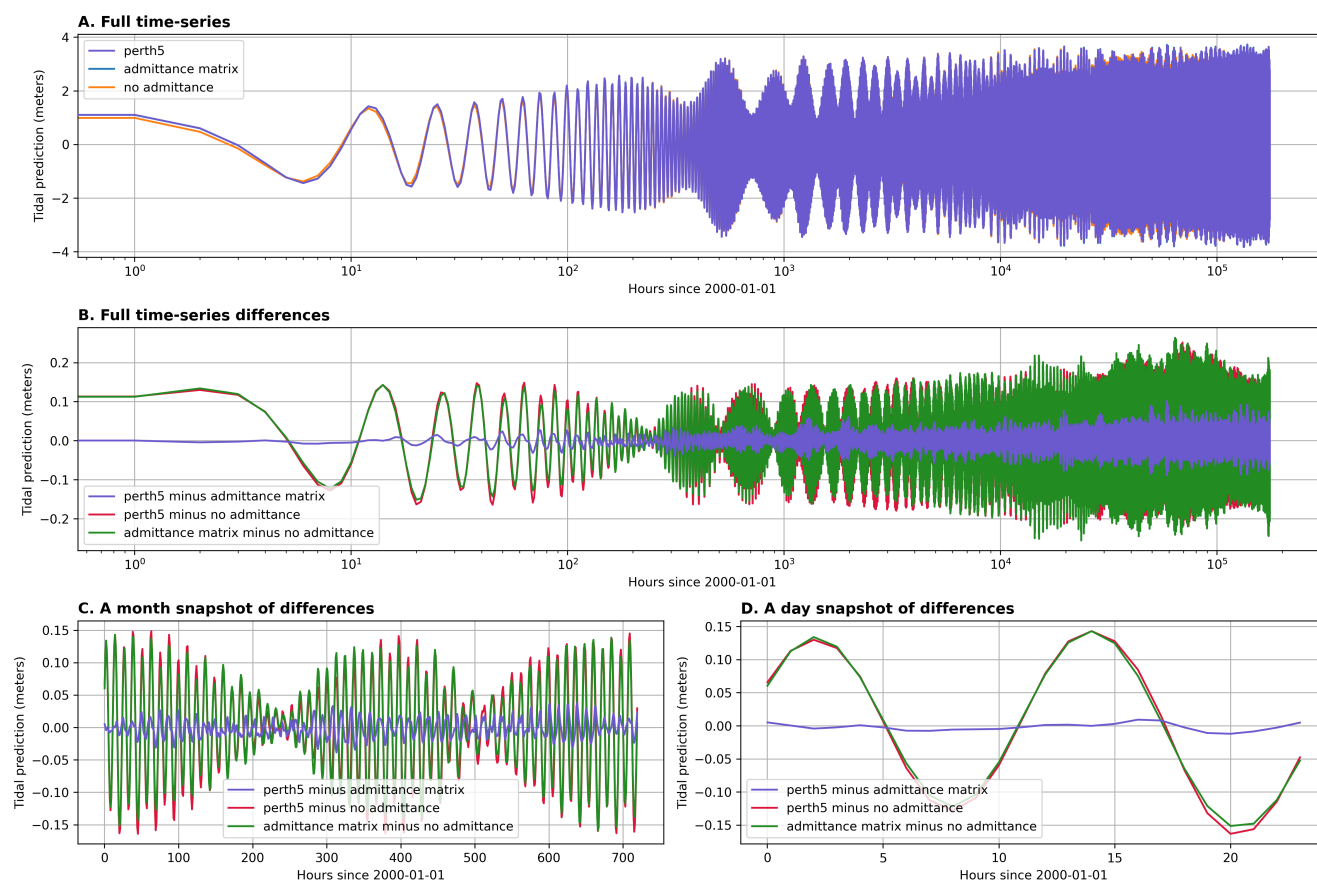 A. Full time-series
Tidal prediction (meters)
4
2
0
−2
−4
perth5
admittance matrix
no admittance
10⁰
10¹
10²
10³
10⁴
10⁵
Hours since 2000-01-01
B. Full time-series differences
Tidal prediction (meters)
0.2
0.1
0.0
−0.1
−0.2
perth5 minus admittance matrix
perth5 minus no admittance
admittance matrix minus no admittance
10⁰
10¹
10²
10³
10⁴
10⁵
Hours since 2000-01-01
C. A month snapshot of differences
Tidal prediction (meters)
0.15
0.10
0.05
0.00
−0.05
−0.10
−0.15
perth5 minus admittance matrix
perth5 minus no admittance
admittance matrix minus no admittance
0
100
200
300
400
500
600
700
Hours since 2000-01-01
D. A day snapshot of differences
Tidal prediction (meters)
0.15
0.10
0.05
0.00
−0.05
−0.10
−0.15
perth5 minus admittance matrix
perth5 minus no admittance
admittance matrix minus no admittance
0
5
10
15
20
Hours since 2000-01-01